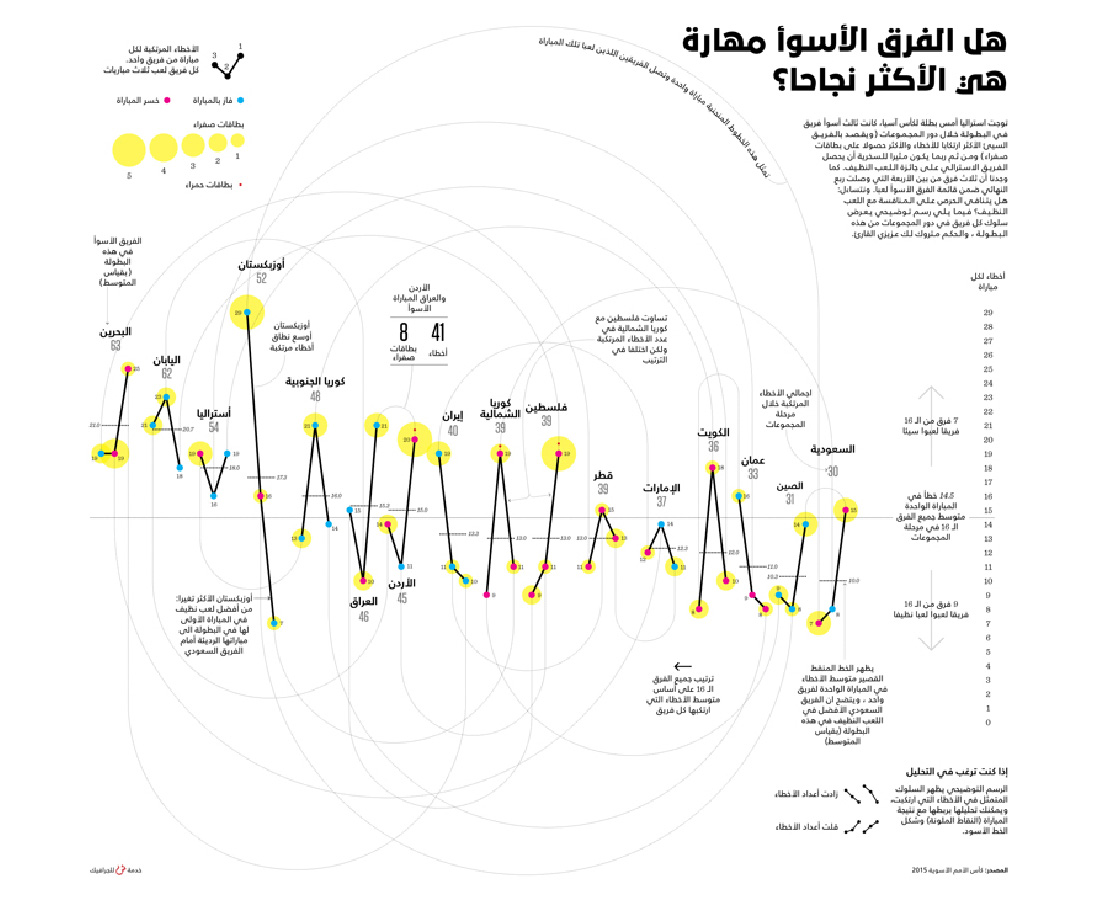 هل الفرق الأسوأ مهارة
هي الأكثر نجاحا؟
توجت استراليا أمس بطلة لكأس آسيا، كانت ثالث أسوأ فريق
في البطولة خلال دور المجموعات (ويقصد بالفريق
السيئ الأكثر ارتكابا للأخطاء والأكثر حصولا على بطاقات
صفراء) ومن ثم ربما يكون مثيرا للسخرية أن يحصل
الفريق الاسترالي على جائزة اللعب النظيف. كما
وجدنا أن ثلاث فرق من بين الأربعة التي وصلت ربع
النهائي ضمن قائمة الفرق الأسوأ لعبا. ونتساءل:
هل يتنافى الحرص على المنافسة مع اللعب
النظيف؟ فيما يلي رسم توضيحي يعرض
سلوك كل فريق في دور المجموعات من هذه
البطولة ، والحكم متروك لك عزيزي القارئ.
تمثل هذه الخطوط المنحنية مباراة واحدة وتصل الفريقين اللذين لعبا تلك المباراة
الأخطاء المرتكبة لكل
مباراة من فريق واحد.
كل فريق لعب ثلاث مباريات
1
2
3
فاز بالمباراة
خسر المباراة
بطاقات صفراء
1
2
3
4
5
بطاقات حمراء
الفريق الأسوأ
في هذه
البطولة
(بقياس
المتوسط)
البحرين
63
اليابان
62
أستراليا
أوزبكستان
52
أوزبكستان
أوسع نطاق
أخطاء مرتكبة
كوريا الجنوبية
48
العراق
46
الأردن
45
الأردن
والعراق المباراة
الأسوأ
41
أخطاء
8
بطاقات
صفراء
إيران
40
كوريا
الشمالية
39
فلسطين
38
تساوت فلسطين مع
كوريا الشمالية في
عدد الأخطاء المرتكبة
ولكن اختلفا في
الترتيب
قطر
39
الإمارات
37
الكويت
36
عمان
33
الصين
31
السعودية
30
اجمالي الأخطاء
المرتكبة خلال
مرحلة
المجموعات
أخطاء لكل
مباراة
29
28
27
26
25
24
23
22
21
20
19
18
17
16
15
14
13
12
11
10
9
8
7
6
5
4
3
2
1
0
7 فرق من الـ 16
فريقا لعبوا سيئا
14.5 خطأ في
المباراة الواحدة
متوسط جميع الفرق
الـ 16 في مرحلة
المجموعات
9 فرق من الـ 16
فريقا لعبوا لعبا نظيفا
أوزبكستان الأكثر تغيرا:
من أفضل لعب نظيف
في المباراة الأولى
لها في البطولة الى
مباراتها الرديئة أمام
الفريق السعودي
ترتيب جميع الفرق
الـ 16 على أساس
متوسط الأخطاء التي
ارتكبها كل فريق
يظهر الخط المنقط
القصير متوسط الأخطاء
في المباراة الواحدة لفريق
واحد ، ويتضح ان الفريق
السعودي الأفضل في
اللعب النظيف في هذه
البطولة (بقياس
المتوسط)
إذا كنت ترغب في التحليل
الرسم التوضيحي يظهر السلوك
المتمثل في الأخطاء التي ارتكبت،
ويمكنك تحليلها بربطها مع نتيجة
المباراة (النقاط الملونة) وشكل
الخط الأسود.
زادت أعداد الأخطاء
قلت أعداد الأخطاء
المصدر: كأس الأمم الآسيوية 2015
خدمة للجرافيك